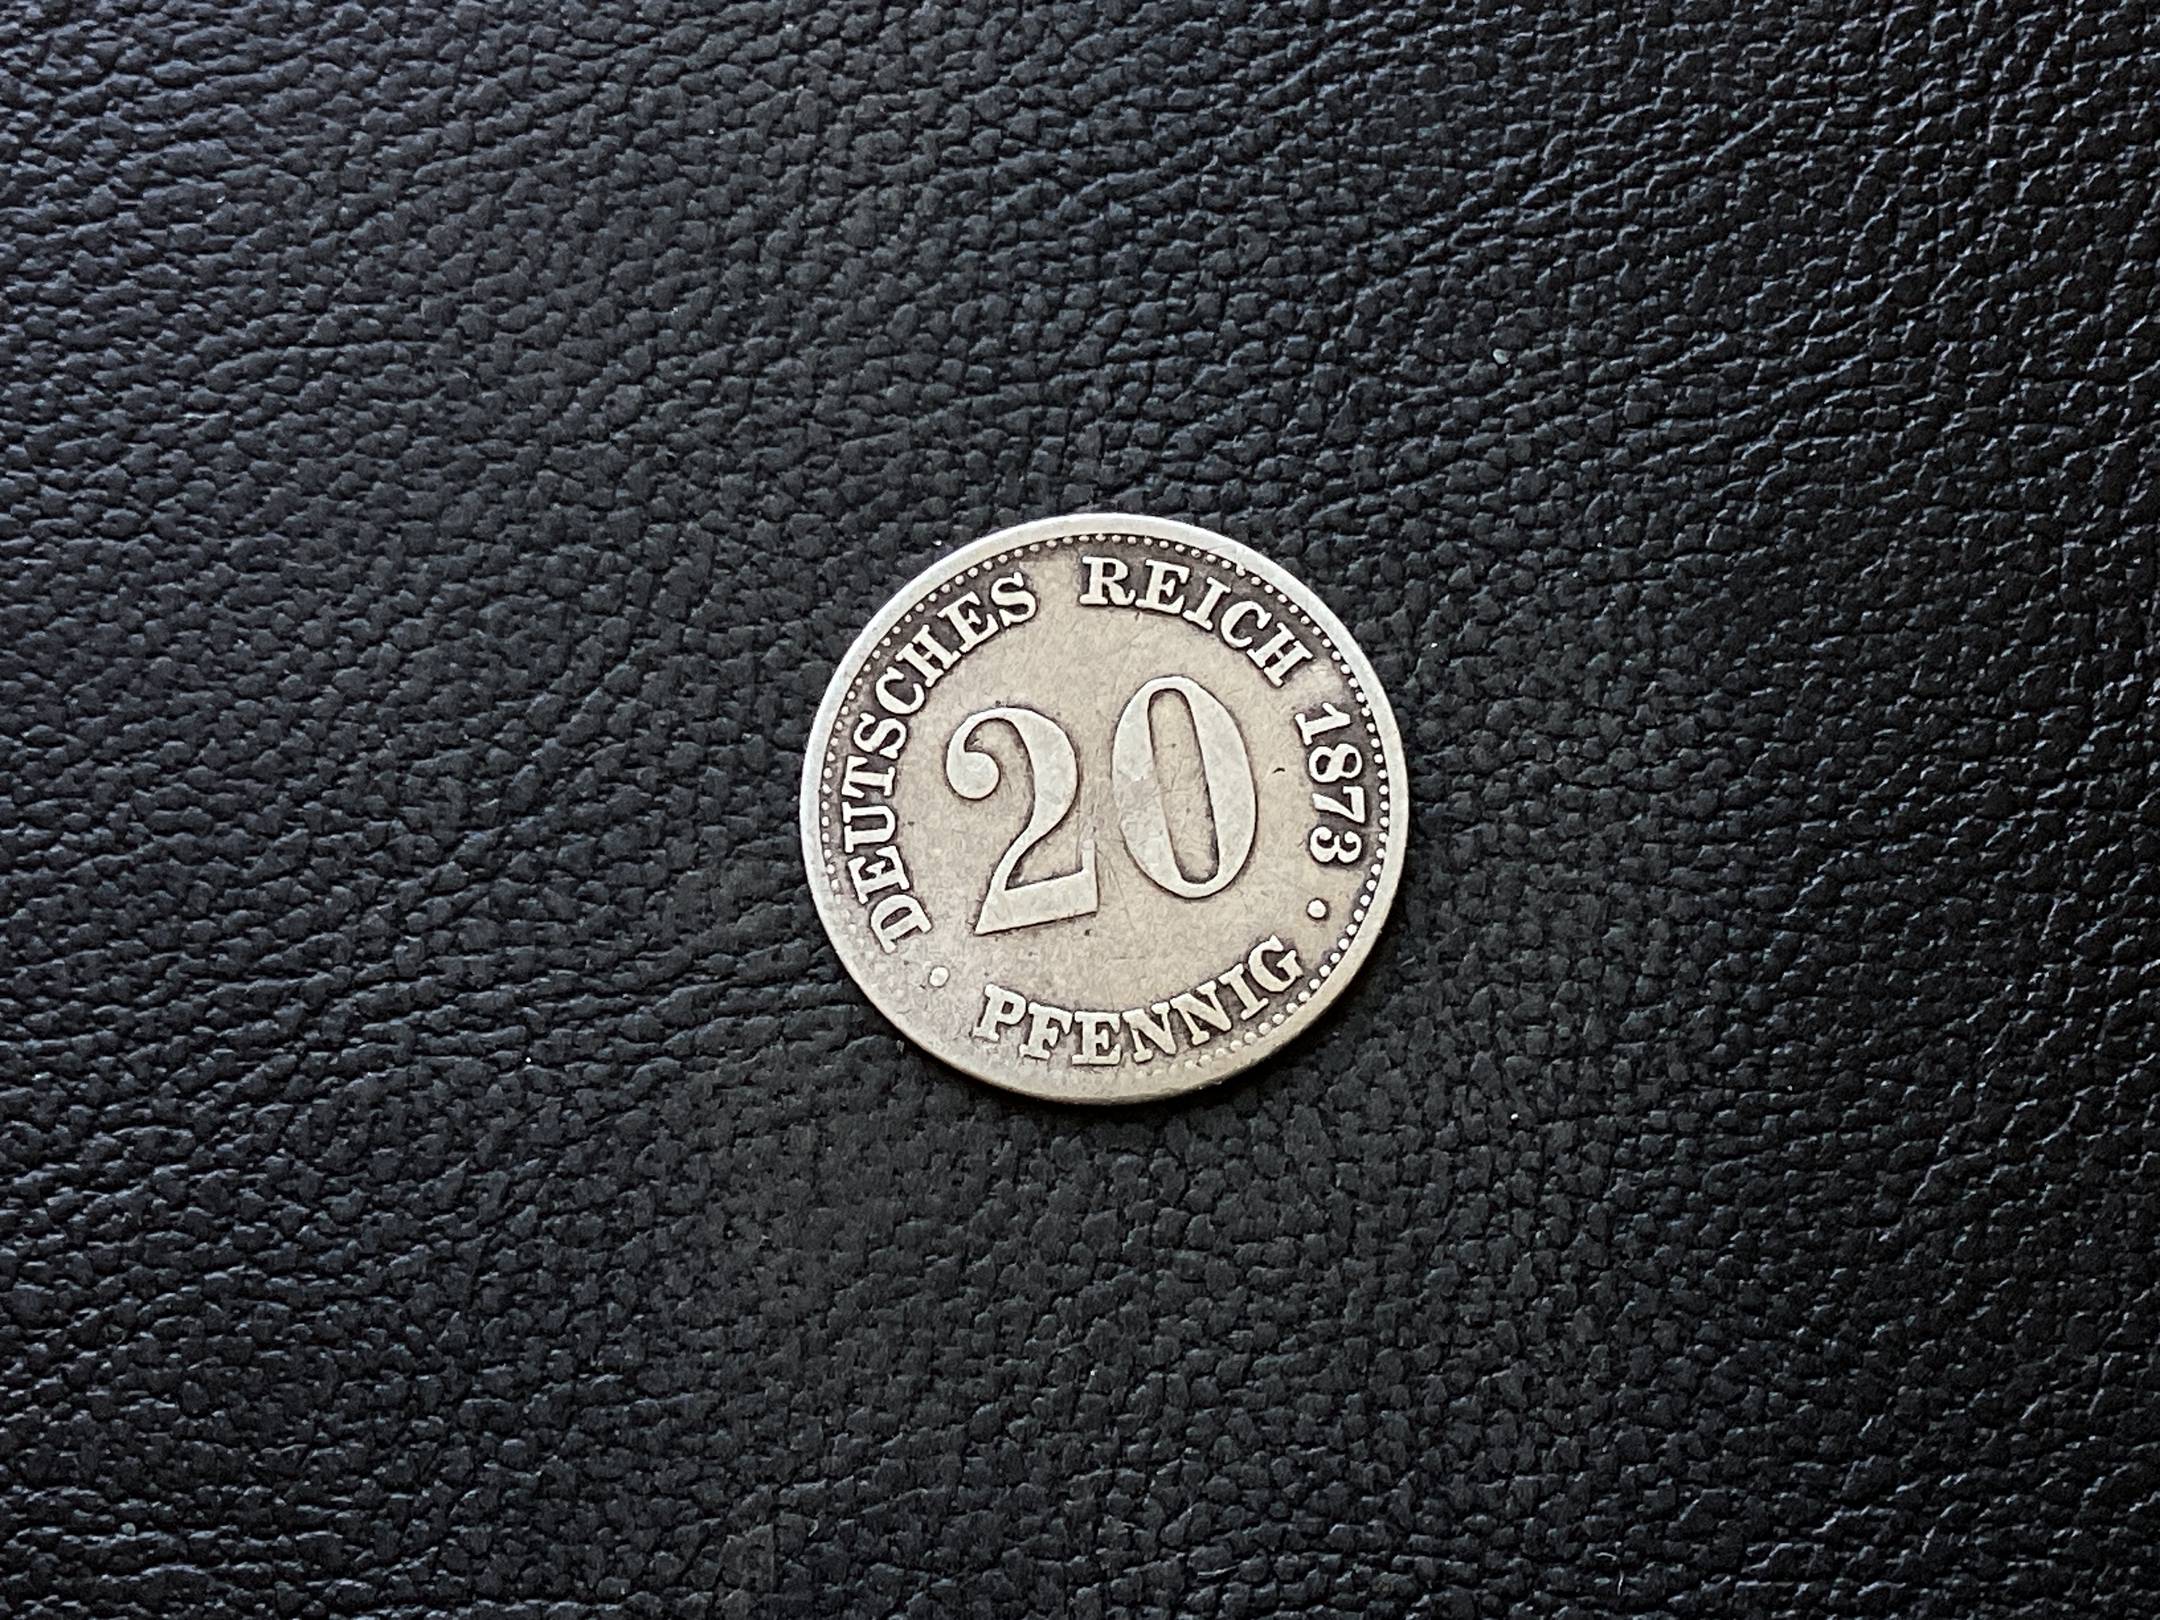 DEUTSCHES REICH 1873
20
• PFENNIG •